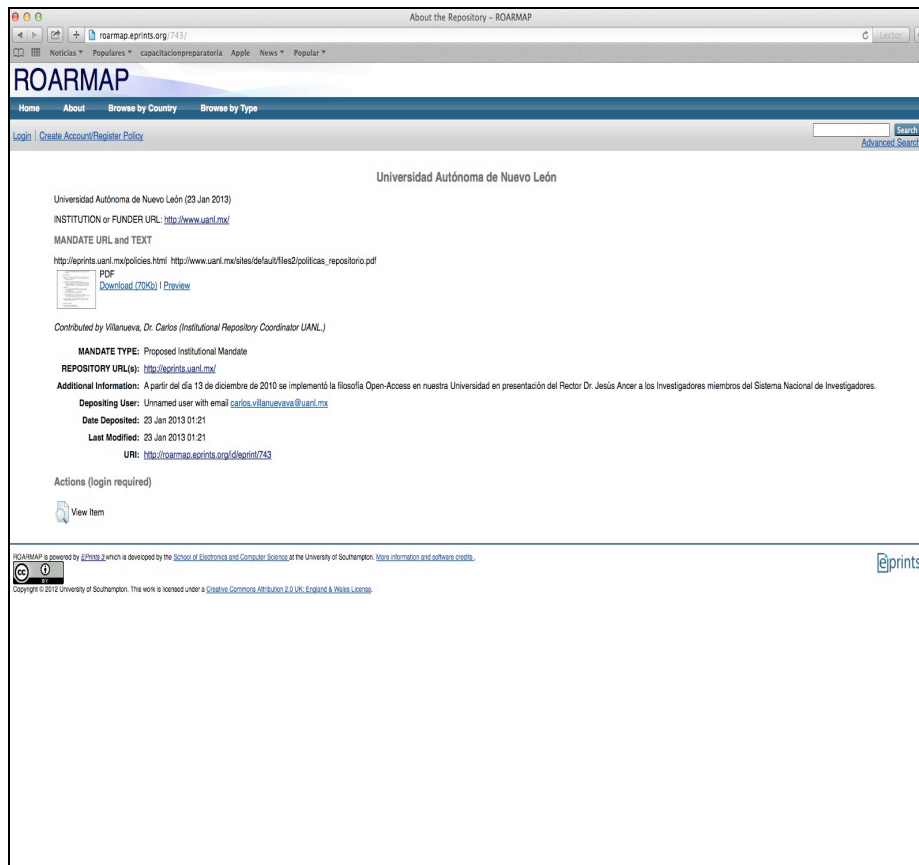 About the Repository – ROARMAP
roarmap.eprints.org/743/
Lector
Noticias Populares capacitacionpreparatoria Apple News Popular
ROARMAP
Home About Browse by Country Browse by Type
Login | Create Account/Register Policy
Search
Advanced Search
Universidad Autónoma de Nuevo León
Universidad Autónoma de Nuevo León (23 Jan 2013)
INSTITUTION or FUNDER URL: http://www.uanl.mx/
MANDATE URL and TEXT
http://eprints.uanl.mx/policies.html http://www.uanl.mx/sites/default/files2/politicas_repositorio.pdf
PDF
Download (70Kb) | Preview
Contributed by Villanueva, Dr. Carlos (Institutional Repository Coordinator UANL.)
MANDATE TYPE: Proposed Institutional Mandate
REPOSITORY URL(s): http://eprints.uanl.mx/
Additional Information: A partir del día 13 de diciembre de 2010 se implementó la filosofía Open-Access en nuestra Universidad en presentación del Rector Dr. Jesús Ancer a los Investigadores miembros del Sistema Nacional de Investigadores.
Depositing User: Unnamed user with email carlos.villanuevava@uanl.mx
Date Deposited: 23 Jan 2013 01:21
Last Modified: 23 Jan 2013 01:21
URI: http://roarmap.eprints.org/id/eprint/743
Actions (login required)
View Item
ROARMAP is powered by EPrints 3 which is developed by the School of Electronics and Computer Science at the University of Southampton. More information and software credits.
eprints
cc BY
Copyright © 2012 University of Southampton. This work is licensed under a Creative Commons Attribution 2.0 UK: England & Wales License.